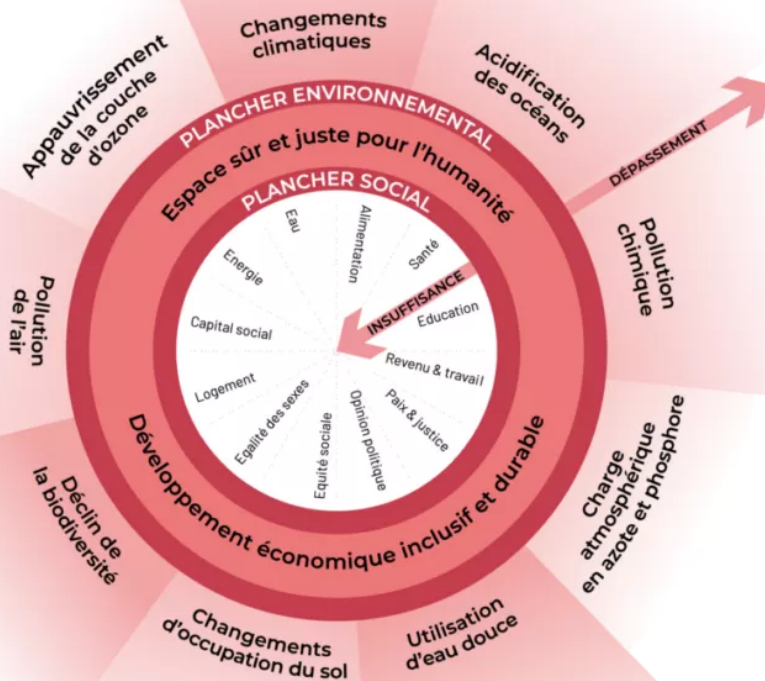 Changements
climatiques
Acidification
des océans
DÉPASSEMENT
Pollution
chimique
Charge
atmosphérique
en azote et phosphore
Utilisation
d'eau douce
Changements
d'occupation du sol
Déclin de
la biodiversité
Pollution
de l'air
Appauvrissement
de la couche
d'ozone
PLANCHER ENVIRONNEMENTAL
Espace sûr et juste pour l'humanité
PLANCHER SOCIAL
Eau
Alimentation
Santé
INSUFFISANCE
Education
Revenu & travail
Paix & justice
Opinion politique
Equité sociale
Egalité des sexes
Logement
Capital social
Energie
Développement économique inclusif et durable